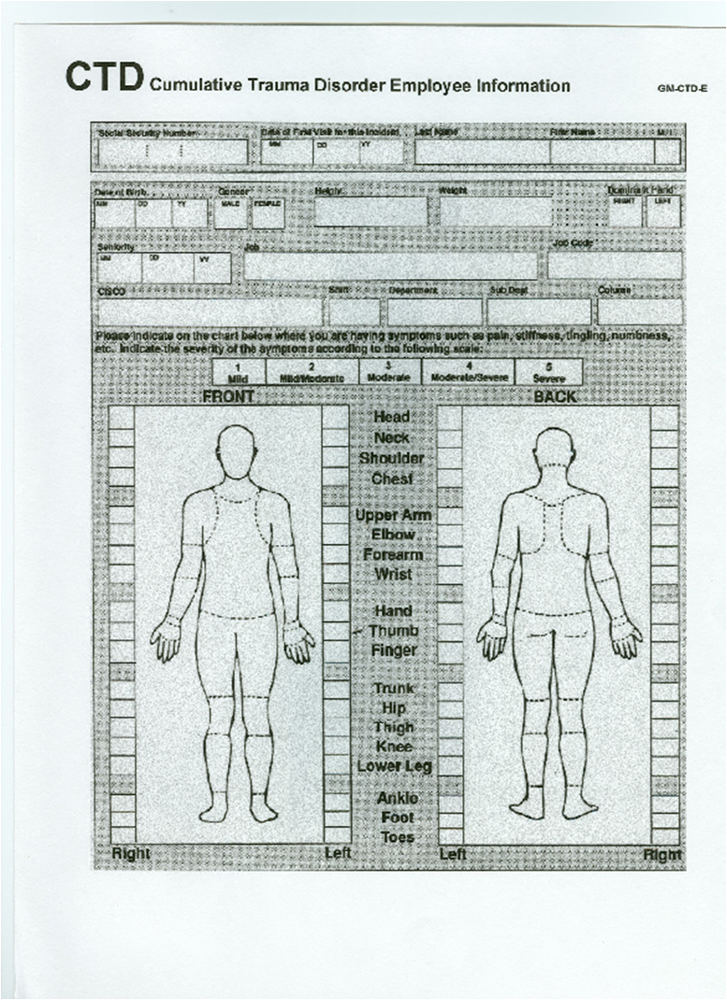 CTD Cumulative Trauma Disorder Employee Information GM-CTD-E
Social Security Number Date of First Visit for this Incident Last Name First Name M.I.
MM DD YY
Date of Birth Gender Height Weight Dominant Hand
MM DD YY MALE FEMALE RIGHT LEFT
Seniority Job Job Code
MM DD YY
CISCO Shift Department Sub Dept Column
Please indicate on the chart below where you are having symptoms such as pain, stiffness, tingling, numbness,
etc. Indicate the severity of the symptoms according to the following scale:
1 2 3 4 5
Mild Mild/Moderate Moderate Moderate/Severe Severe
FRONT BACK
Head
Neck
Shoulder
Chest
Upper Arm
Elbow
Forearm
Wrist
Hand
Thumb
Finger
Trunk
Hip
Thigh
Knee
Lower Leg
Ankle
Foot
Toes
Right Left Left Right